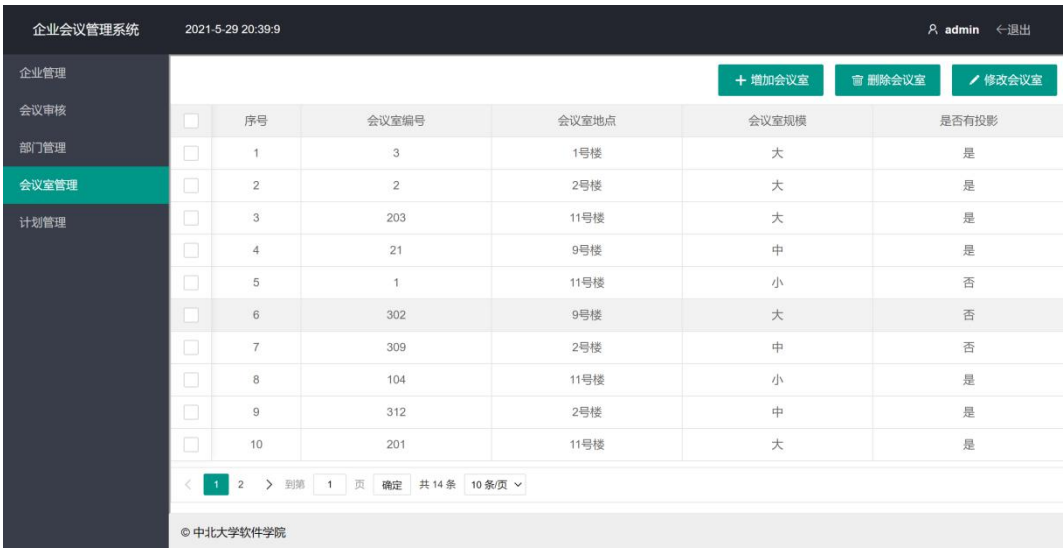 企业会议管理系统 2021-5-29 20:39:9 admin ←退出
企业管理
会议审核
部门管理
会议室管理
计划管理
增加会议室 删除会议室 修改会议室
序号 会议室编号 会议室地点 会议室规模 是否有投影
1 3 1号楼 大 是
2 2 2号楼 大 是
3 203 11号楼 大 是
4 21 9号楼 中 是
5 1 11号楼 小 否
6 302 9号楼 大 否
7 309 2号楼 中 否
8 104 11号楼 小 是
9 312 2号楼 中 是
10 201 11号楼 大 是
1 2 到第 1 页 确定 共 14 条 10 条/页
© 中北大学软件学院